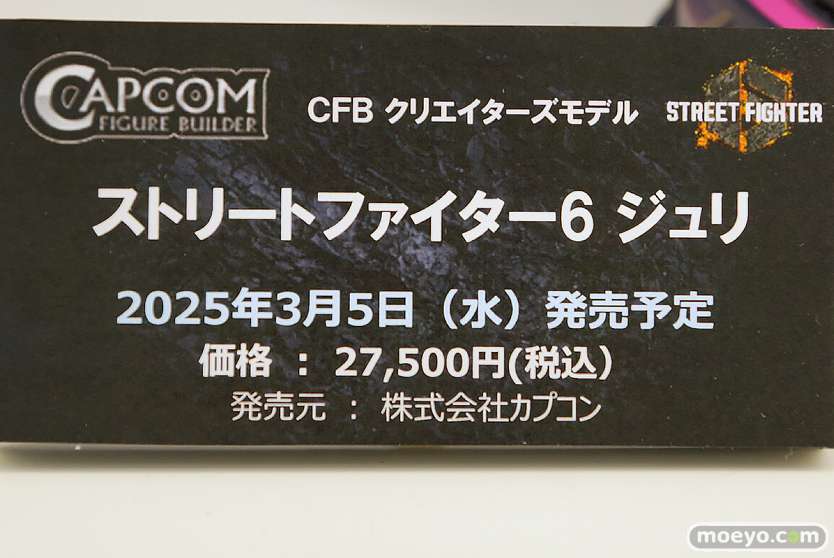 CAPCOM
FIGURE BUILDER
CFB クリエイターズモデル
STREET FIGHTER
6
ストリートファイター6 ジュリ
2025年3月5日（水）発売予定
価格 ： 27,500円(税込)
発売元 ： 株式会社カプコン
moeyo.com